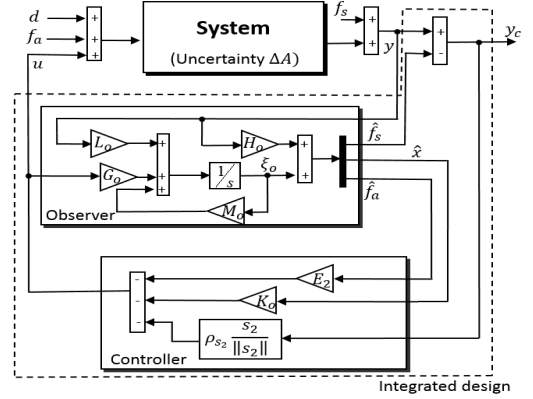 d
f_a
u
+
+
+
System
(Uncertainty ΔA)
f_s
+
+
y
+
-
y_c
L_o
G_o
+
+
+
H_o
1/s
ξ_o
+
+
M_o
Observer
f̂_s
x̂
f̂_a
-
-
-
E_2
K_o
ρ_{s_2} s_2/||s_2||
Controller
Integrated design